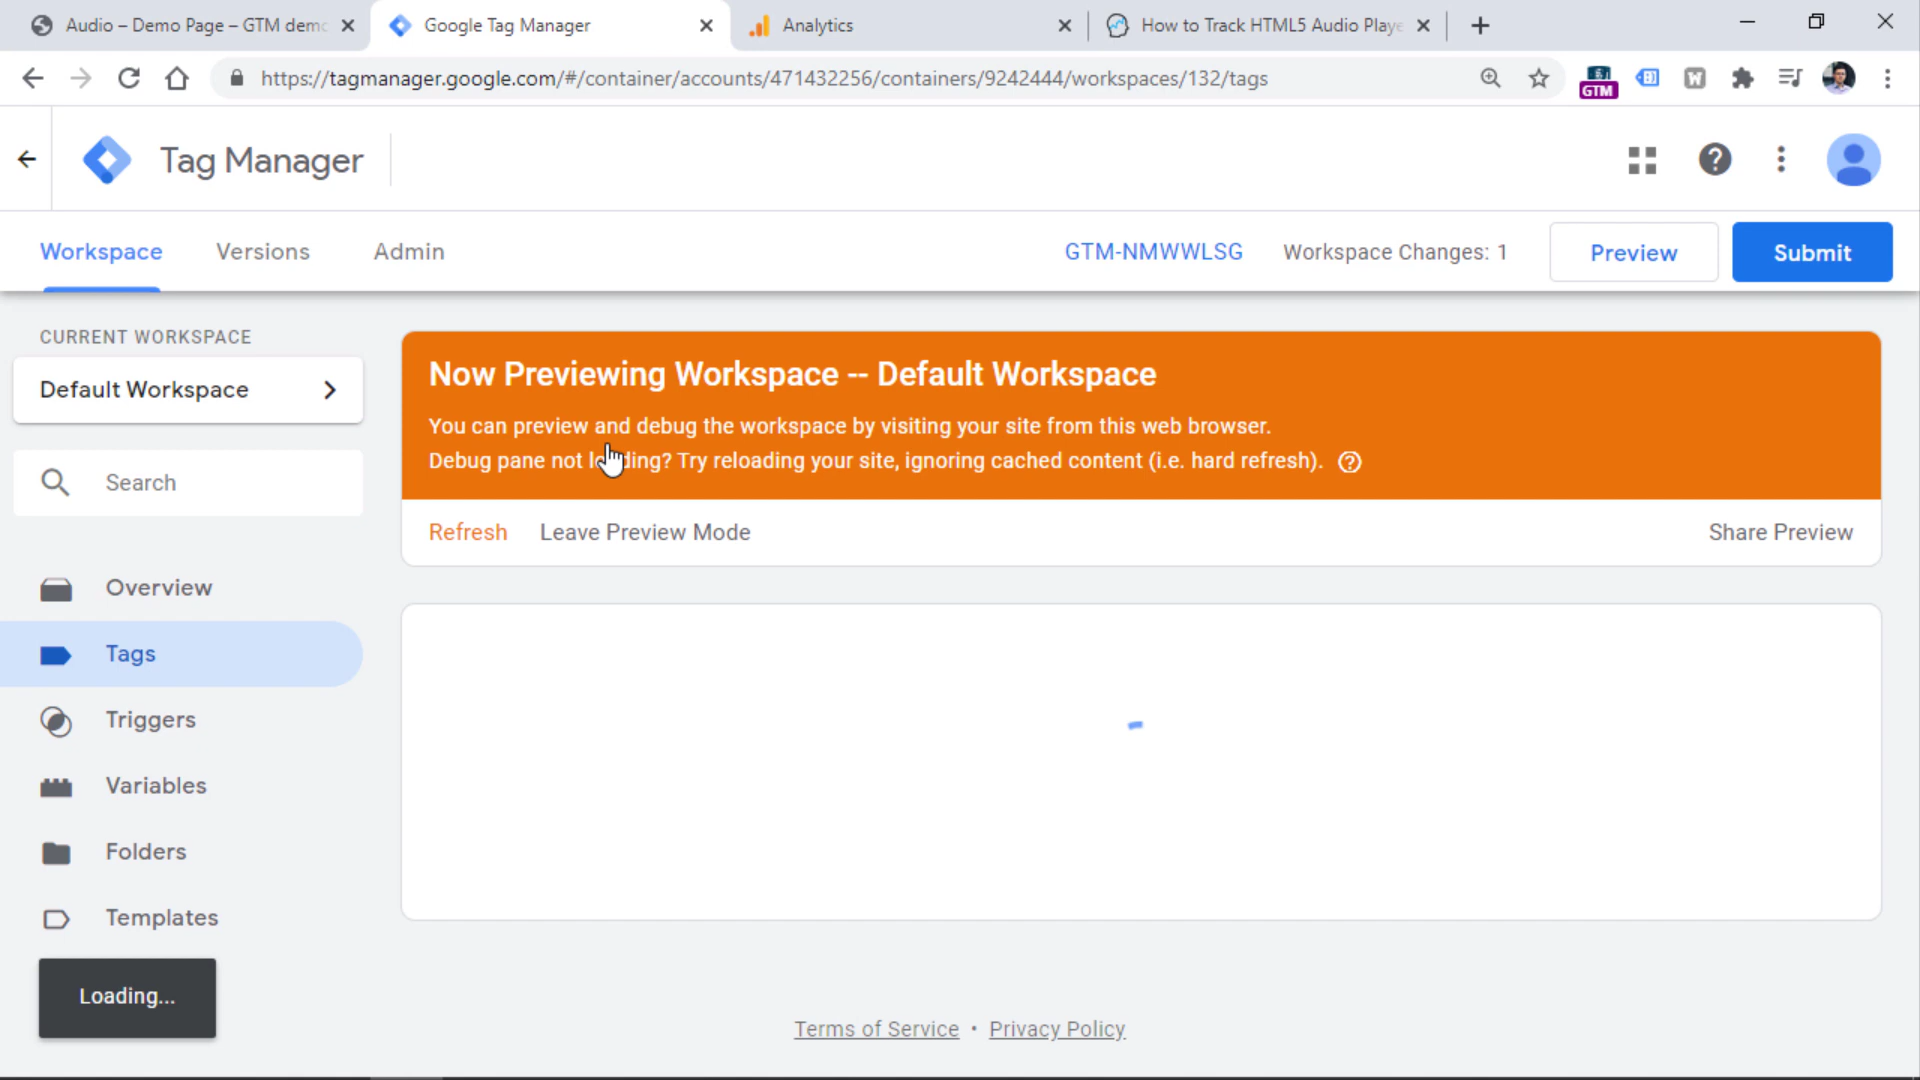 Audio – Demo Page – GTM demo
Google Tag Manager
Analytics
How to Track HTML5 Audio Playe
https://tagmanager.google.com/#/container/accounts/471432256/containers/9242444/workspaces/132/tags
GTM
W
Tag Manager
Workspace
Versions
Admin
GTM-NMWWLSG
Workspace Changes: 1
Preview
Submit
CURRENT WORKSPACE
Default Workspace
Search
Overview
Tags
Triggers
Variables
Folders
Templates
Loading...
Now Previewing Workspace -- Default Workspace
You can preview and debug the workspace by visiting your site from this web browser.
Debug pane not loading? Try reloading your site, ignoring cached content (i.e. hard refresh).
Refresh
Leave Preview Mode
Share Preview
Terms of Service • Privacy Policy